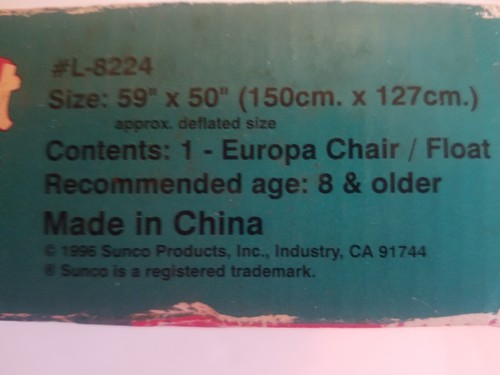 #L-8224
Size: 59" x 50" (150cm. x 127cm.)
approx. deflated size
Contents: 1 - Europa Chair / Float
Recommended age: 8 & older
Made in China
© 1996 Sunco Products, Inc., Industry, CA 91744
® Sunco is a registered trademark.